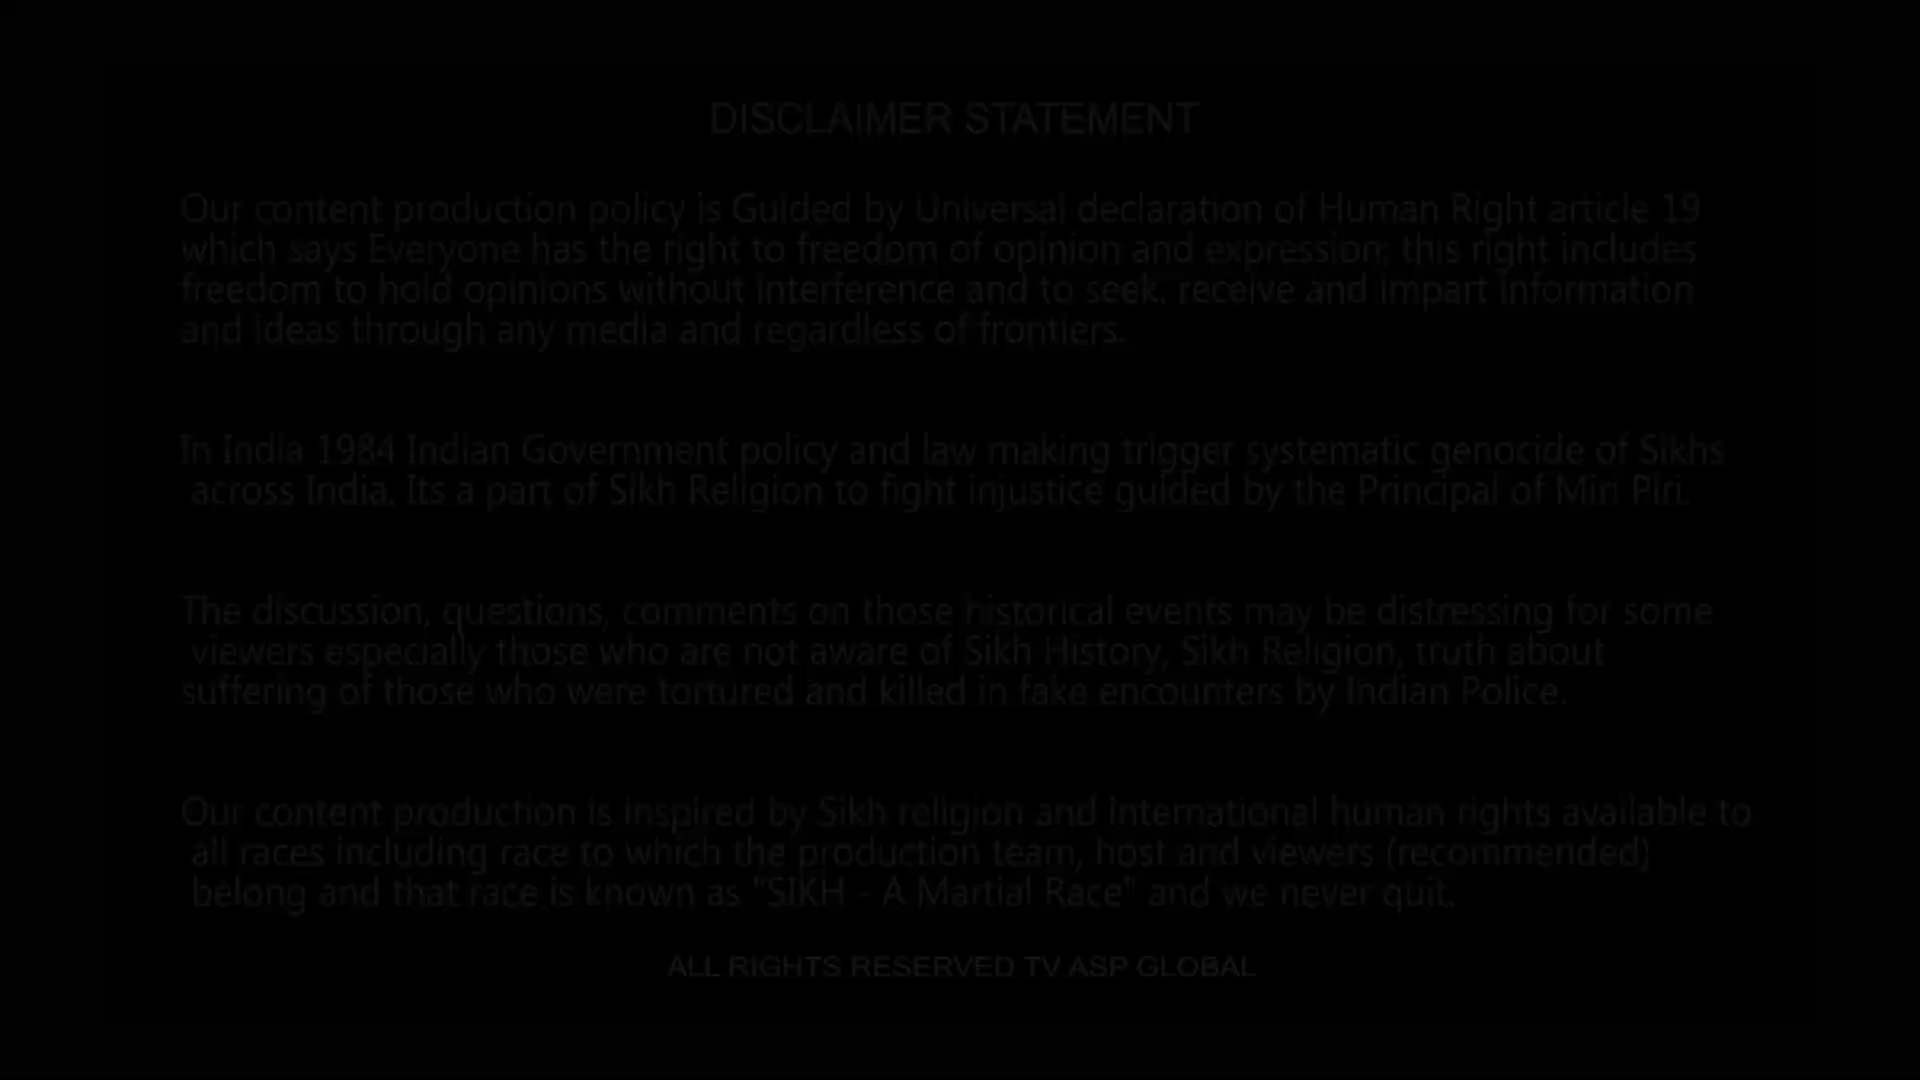 DISCLAIMER STATEMENT
Our content production policy is Guided by Universal declaration of Human Right article 19
which says Everyone has the right to freedom of opinion and expression; this right includes
freedom to hold opinions without interference and to seek, receive and impart information
and ideas through any media and regardless of frontiers.
In India 1984 Indian Government policy and law making trigger systematic genocide of Sikhs
across India. Its a part of Sikh Religion to fight injustice guided by the Principal of Miri Piri.
The discussion, questions, comments on those historical events may be distressing for some
viewers especially those who are not aware of Sikh History, Sikh Religion, truth about
suffering of those who were tortured and killed in fake encounters by Indian Police.
Our content production is inspired by Sikh religion and international human rights available to
all races including race to which the production team, host and viewers (recommended)
belong and that race is known as "SIKH - A Martial Race" and we never quit.
ALL RIGHTS RESERVED TV ASP GLOBAL